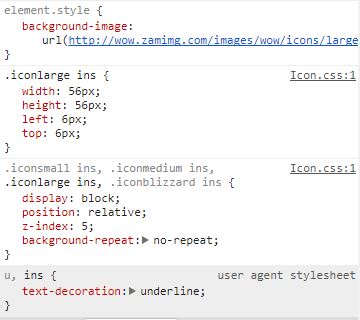 element.style {
background-image:
url(http://wow.zamimg.com/images/wow/icons/large
}
.iconlarge ins { Icon.css:1
width: 56px;
height: 56px;
left: 6px;
top: 6px;
}
.iconsmall ins, .iconmedium ins, Icon.css:1
.iconlarge ins, .iconblizzard ins {
display: block;
position: relative;
z-index: 5;
background-repeat:▶ no-repeat;
}
u, ins { user agent stylesheet
text-decoration:▶ underline;
}